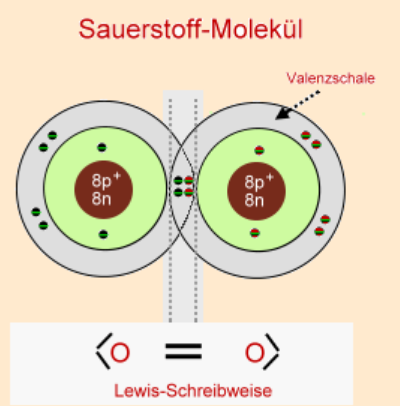 Sauerstoff-Molekül
Valenzschale
8p+ 8p+
8n 8n
O = O
Lewis-Schreibweise